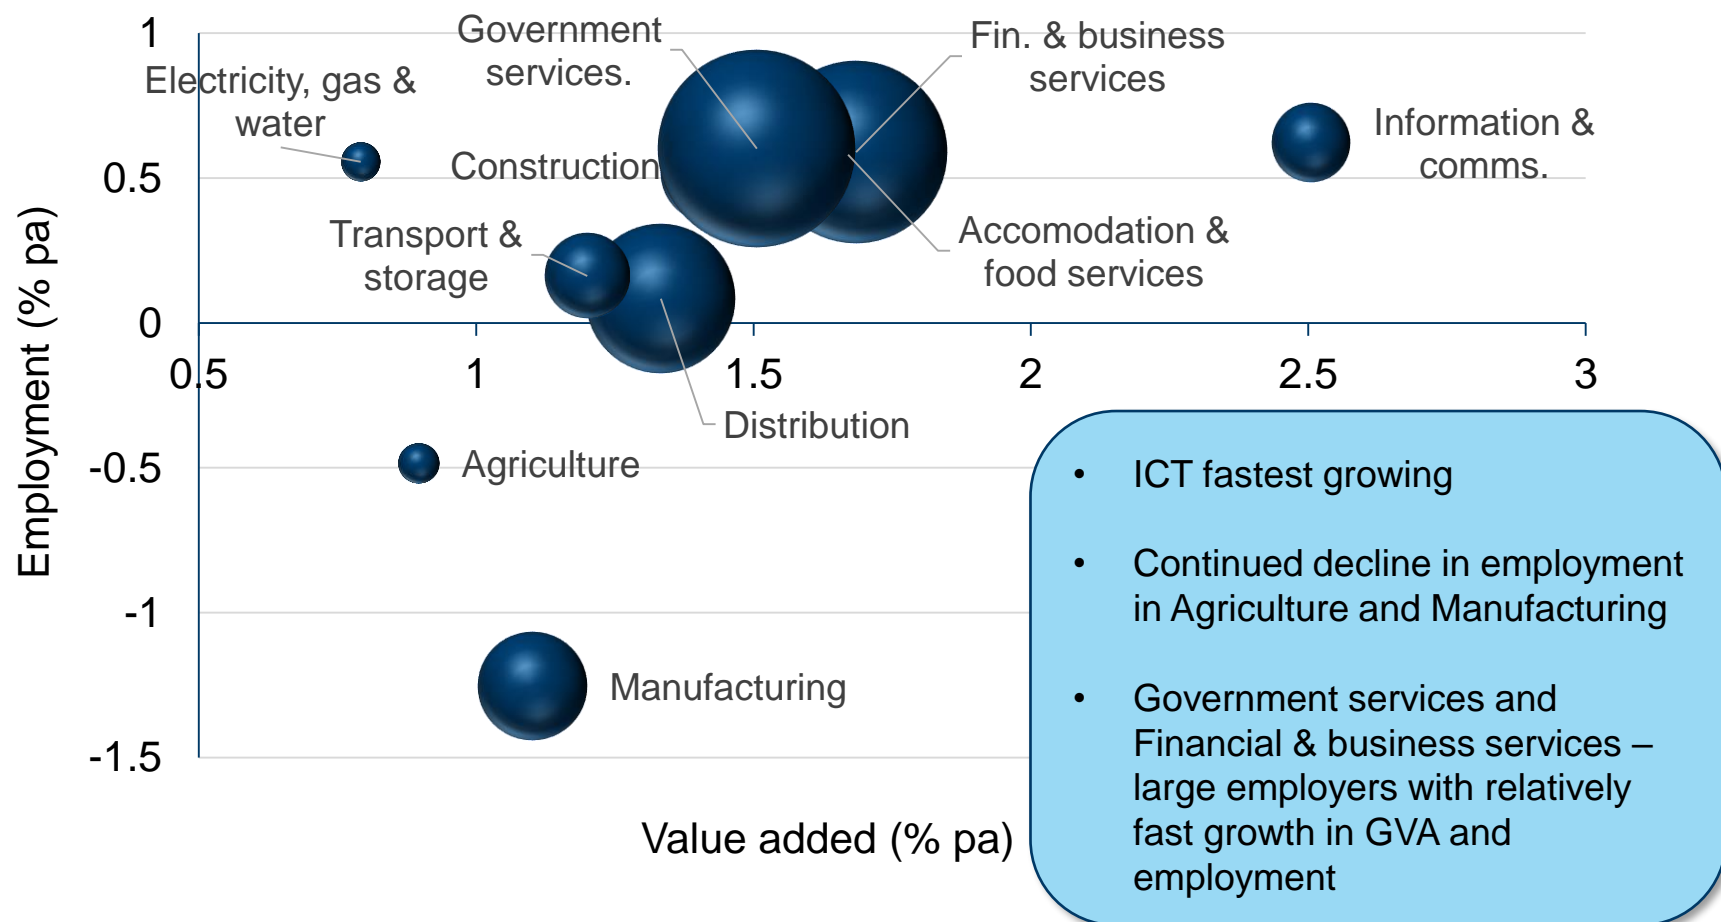 1
Government
services.
Fin. & business
services
Electricity, gas &
water
Information &
comms.
Construction
0.5
Transport &
storage
Accomodation &
food services
0
0.5
1
1.5
2
2.5
3
Distribution
-0.5
Agriculture
-1
Manufacturing
-1.5
Employment (% pa)
Value added (% pa)
• ICT fastest growing
• Continued decline in employment
in Agriculture and Manufacturing
• Government services and
Financial & business services –
large employers with relatively
fast growth in GVA and
employment